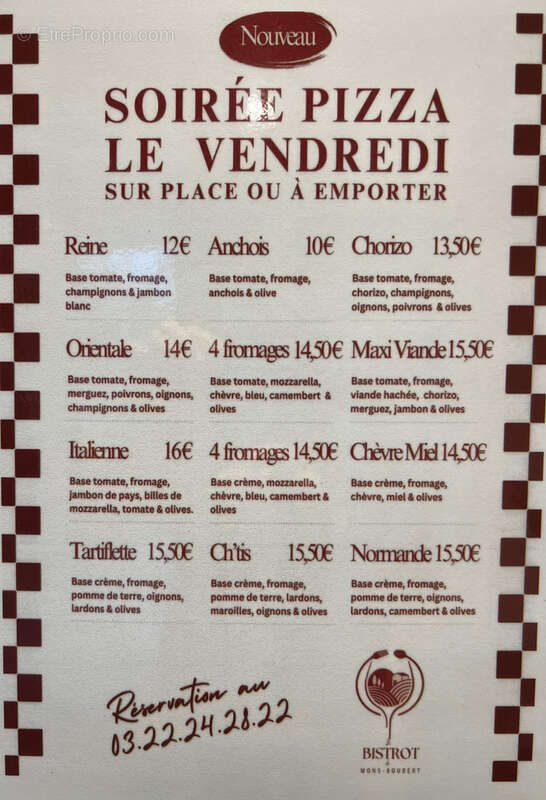 © EtreProprio.com
Nouveau
SOIRÉE PIZZA
LE VENDREDI
SUR PLACE OU À EMPORTER
Reine 12€
Base tomate, fromage,
champignons & jambon
blanc
Anchois 10€
Base tomate, fromage,
anchois & olive
Chorizo 13,50€
Base tomate, fromage,
chorizo, champignons,
oignons, poivrons & olives
Orientale 14€
Base tomate, fromage,
merguez, poivrons, oignons,
champignons & olives
4 fromages 14,50€
Base tomate, mozzarella,
chèvre, bleu, camembert &
olives
Maxi Viande 15,50€
Base tomate, fromage,
viande hachée, chorizo,
merguez, jambon & olives
Italienne 16€
Base tomate, fromage,
jambon de pays, billes de
mozzarella, tomate & olives.
4 fromages 14,50€
Base crème, mozzarella,
chèvre, bleu, camembert &
olives
Chèvre Miel 14,50€
Base crème, fromage,
chèvre, miel & olives
Tartiflette 15,50€
Base crème, fromage,
pomme de terre, oignons,
lardons & olives
Ch'tis 15,50€
Base crème, fromage,
pomme de terre, lardons,
maroilles, oignons & olives
Normande 15,50€
Base crème, fromage,
pomme de terre, oignons,
lardons, camembert & olives
Réservation au
03.22.24.28.22
BISTROT
de
MONS-BOUBERT